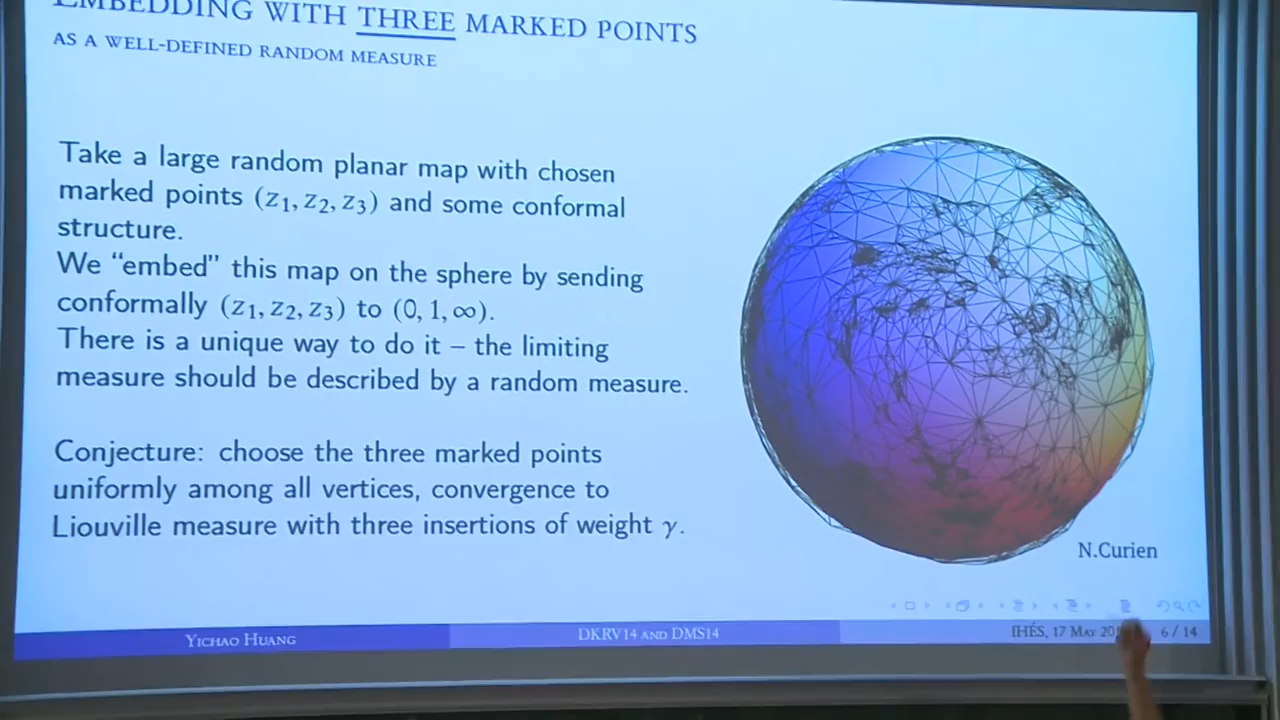 EMBEDDING WITH THREE MARKED POINTS
AS A WELL-DEFINED RANDOM MEASURE
Take a large random planar map with chosen
marked points (z₁, z₂, z₃) and some conformal
structure.
We “embed” this map on the sphere by sending
conformally (z₁, z₂, z₃) to (0, 1, ∞).
There is a unique way to do it – the limiting
measure should be described by a random measure.
Conjecture: choose the three marked points
uniformly among all vertices, convergence to
Liouville measure with three insertions of weight γ.
N.Curien
YICHAO HUANG
DKRV14 AND DMS14
IHÉS, 17 MAY
6 / 14